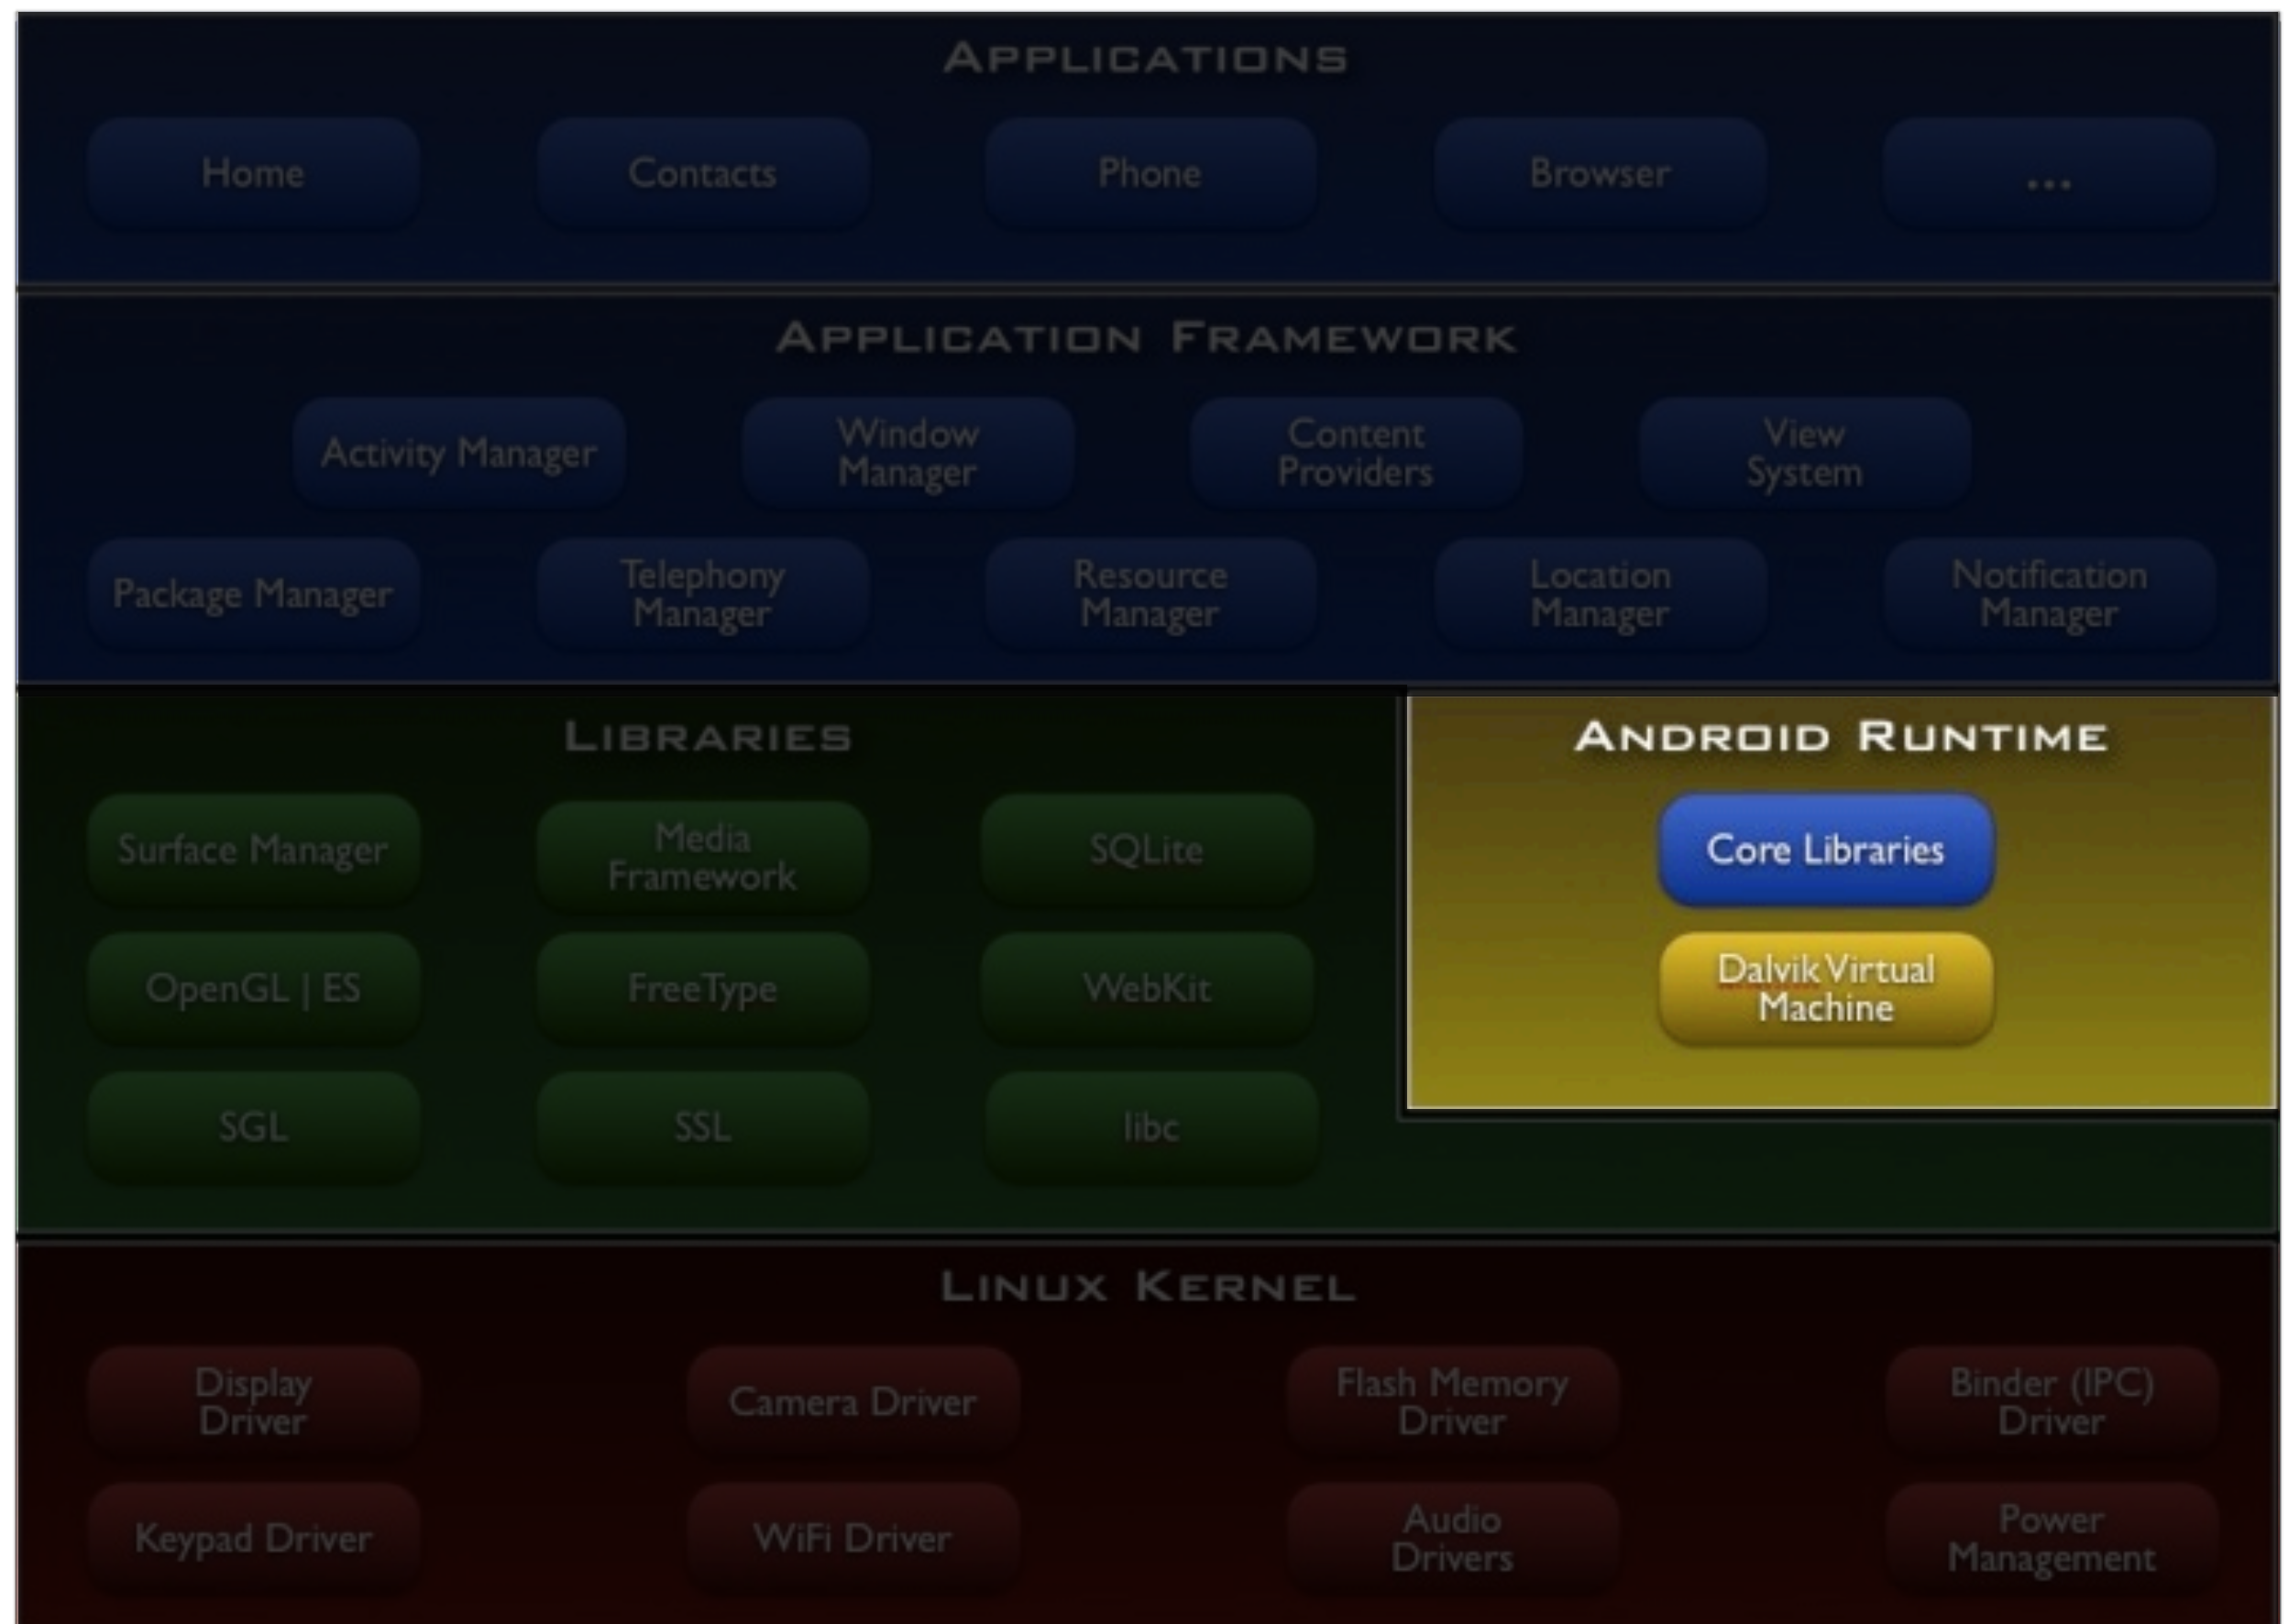 APPLICATIONS
Home
Contacts
Phone
Browser
...
APPLICATION FRAMEWORK
Activity Manager
Window
Manager
Content
Providers
View
System
Package Manager
Telephony
Manager
Resource
Manager
Location
Manager
Notification
Manager
LIBRARIES
Surface Manager
Media
Framework
SQLite
OpenGL | ES
FreeType
WebKit
SGL
SSL
libc
ANDROID RUNTIME
Core Libraries
Dalvik Virtual
Machine
LINUX KERNEL
Display
Driver
Camera Driver
Flash Memory
Driver
Binder (IPC)
Driver
Keypad Driver
WiFi Driver
Audio
Drivers
Power
Management